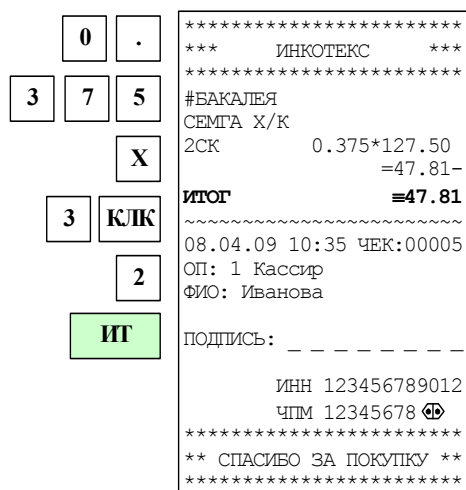 0 .
3 7 5
X
3 КЛК
2
ИТ
************************
*** ИНКОТЕКС ***
************************
#БАКАЛЕЯ
СЕМГА Х/К
2СК 0.375*127.50
=47.81-
ИТОГ ≡47.81
~~~~~~~~~~~~~~~~~~~~~~~~
08.04.09 10:35 ЧЕК:00005
ОП: 1 Кассир
ФИО: Иванова
ПОДПИСЬ: _ _ _ _ _ _ _ _
ИНН 123456789012
ЧПМ 12345678
************************
** СПАСИБО ЗА ПОКУПКУ **
************************